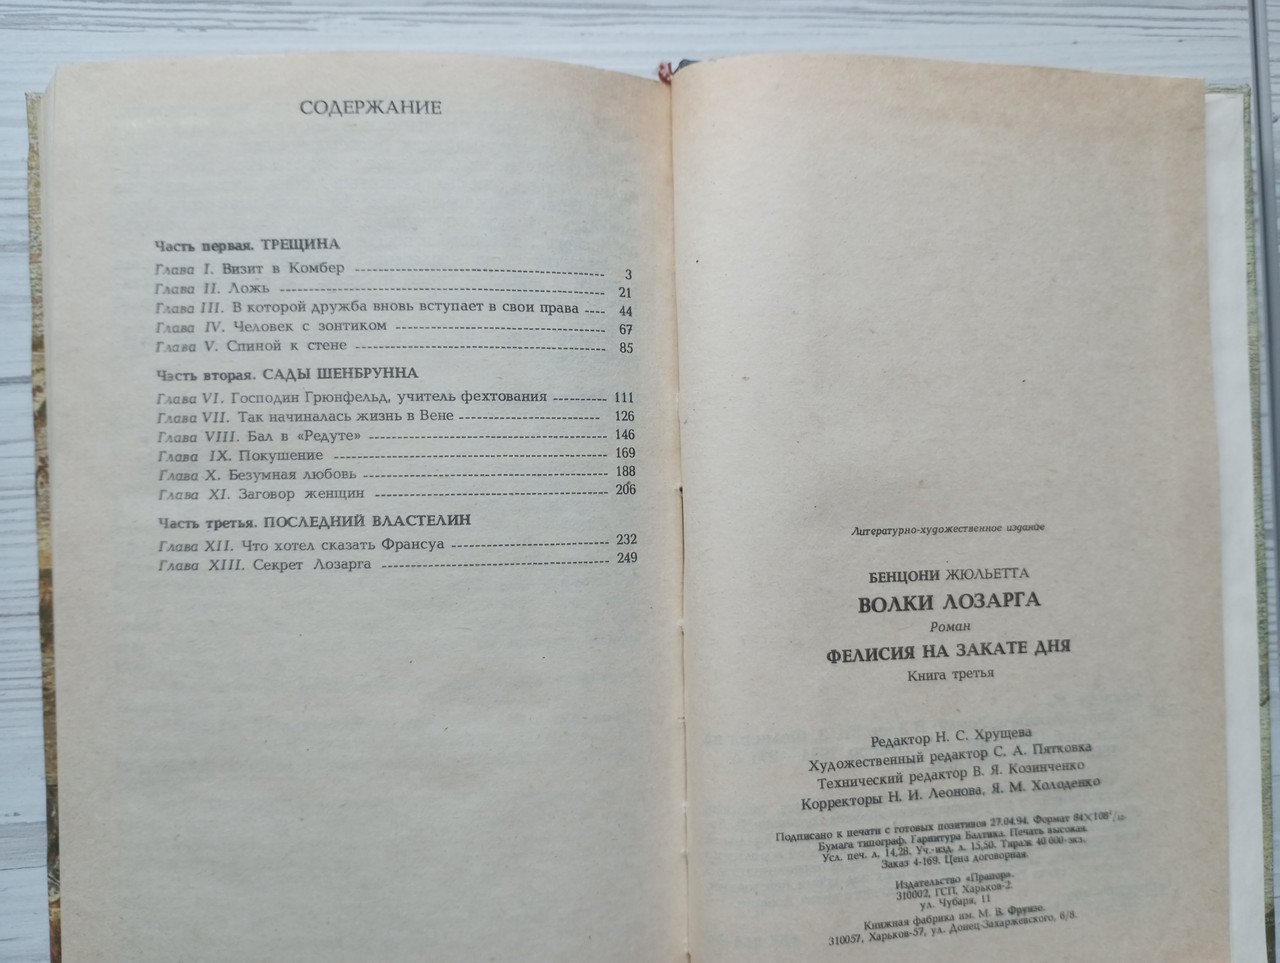 СОДЕРЖАНИЕ
Часть первая. ТРЕЩИНА
Глава I. Визит в Комбер 3
Глава II. Ложь 21
Глава III. В которой дружба вновь вступает в свои права 44
Глава IV. Человек с зонтиком 67
Глава V. Спиной к стене 85
Часть вторая. САДЫ ШЕНБРУННА
Глава VI. Господин Грюнфельд, учитель фехтования 111
Глава VII. Так начиналась жизнь в Вене 126
Глава VIII. Бал в «Редуте» 146
Глава IX. Покушение 169
Глава X. Безумная любовь 188
Глава XI. Заговор женщин 206
Часть третья. ПОСЛЕДНИЙ ВЛАСТЕЛИН
Глава XII. Что хотел сказать Франсуа 232
Глава XIII. Секрет Лозарга 249
Литературно-художественное издание
БЕНЦОНИ ЖЮЛЬЕТТА
ВОЛКИ ЛОЗАРГА
Роман
ФЕЛИСИЯ НА ЗАКАТЕ ДНЯ
Книга третья
Редактор Н. С. Хрущева
Художественный редактор С. А. Пятковка
Технический редактор В. Я. Козинченко
Корректоры Н. И. Леонова, Я. М. Холоденко
Подписано к печати с готовых позитивов 27.04.94. Формат 84×108¹/₃₂.
Бумага типограф. Гарнитура Балтика. Печать высокая.
Усл. печ. л. 14,28. Уч.-изд. л. 15,50. Тираж 40 000 экз.
Заказ 4-169. Цена договорная.
Издательство «Прапор».
310002, ГСП, Харьков-2.
ул. Чубаря, 11
Книжная фабрика им. М. В. Фрунзе.
310057, Харьков-57, ул. Донец-Захаржевского, 6/8.